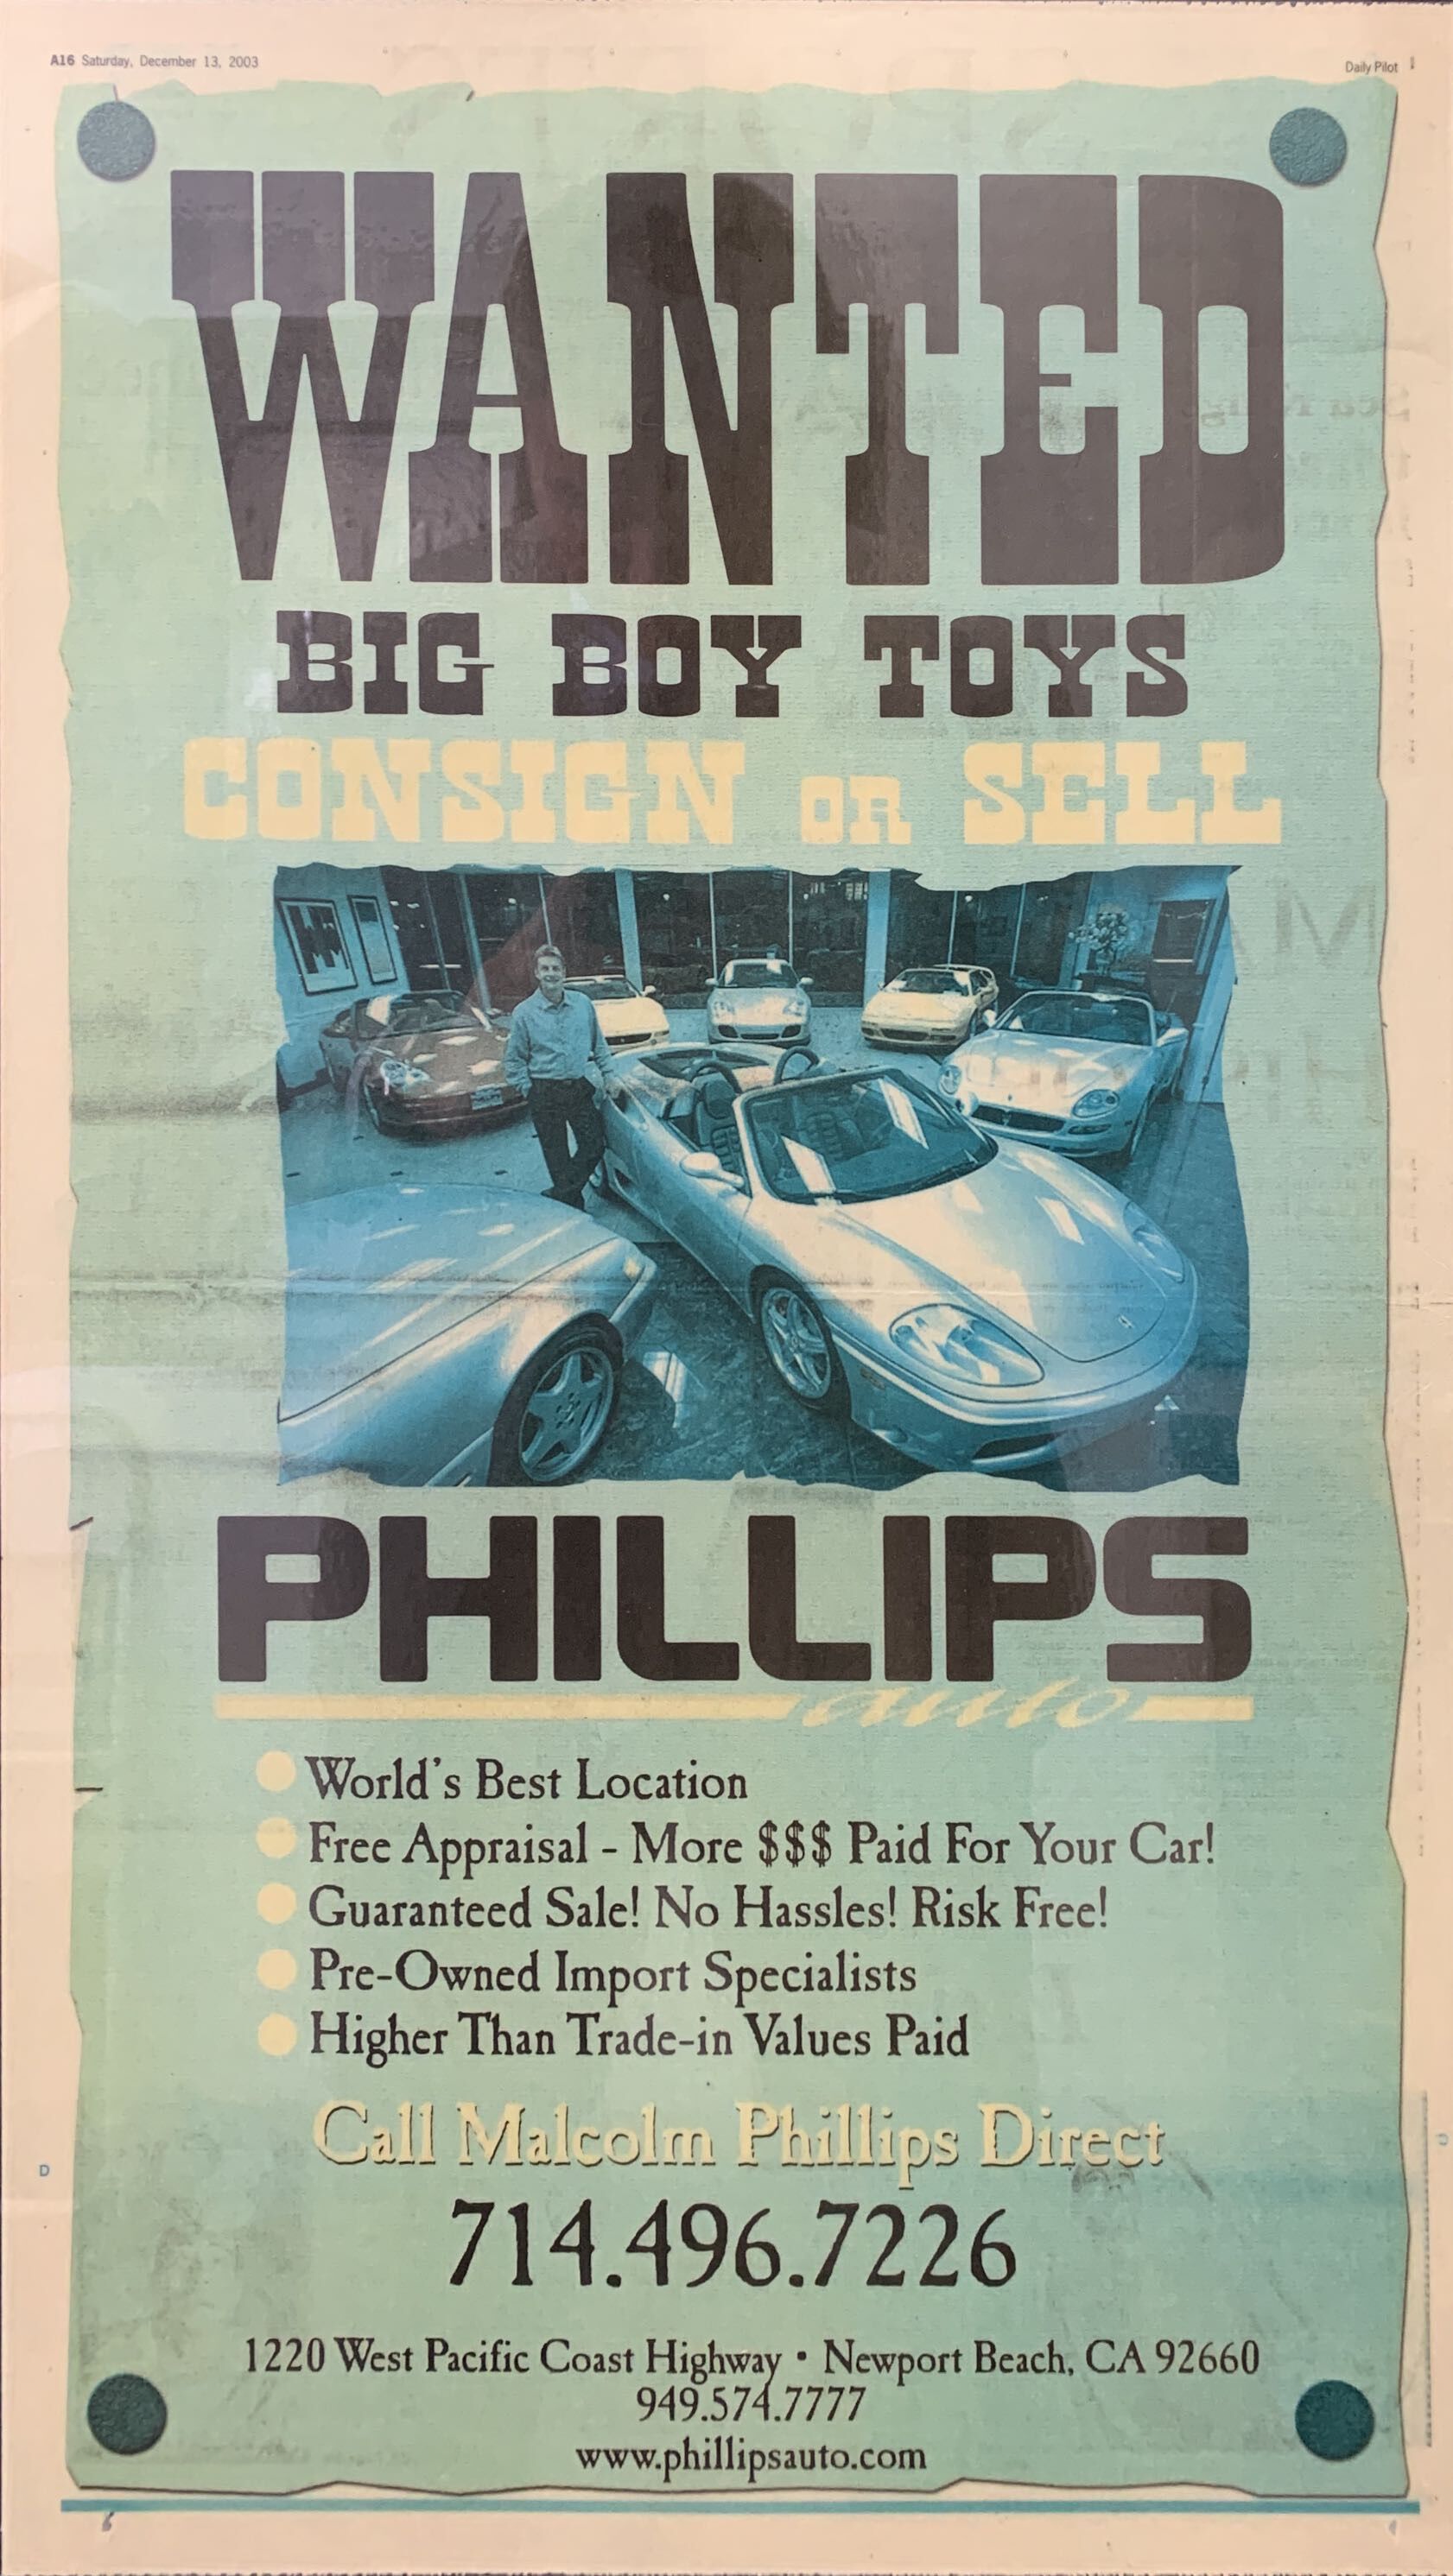 A16 Saturday, December 13, 2003
Daily Pilot
WANTED
BIG BOY TOYS
CONSIGN OR SELL
PHILLIPS
auto
World's Best Location
Free Appraisal - More $$$ Paid For Your Car!
Guaranteed Sale! No Hassles! Risk Free!
Pre-Owned Import Specialists
Higher Than Trade-in Values Paid
Call Malcolm Phillips Direct
714.496.7226
1220 West Pacific Coast Highway • Newport Beach, CA 92660
949.574.7777
www.phillipsauto.com
D